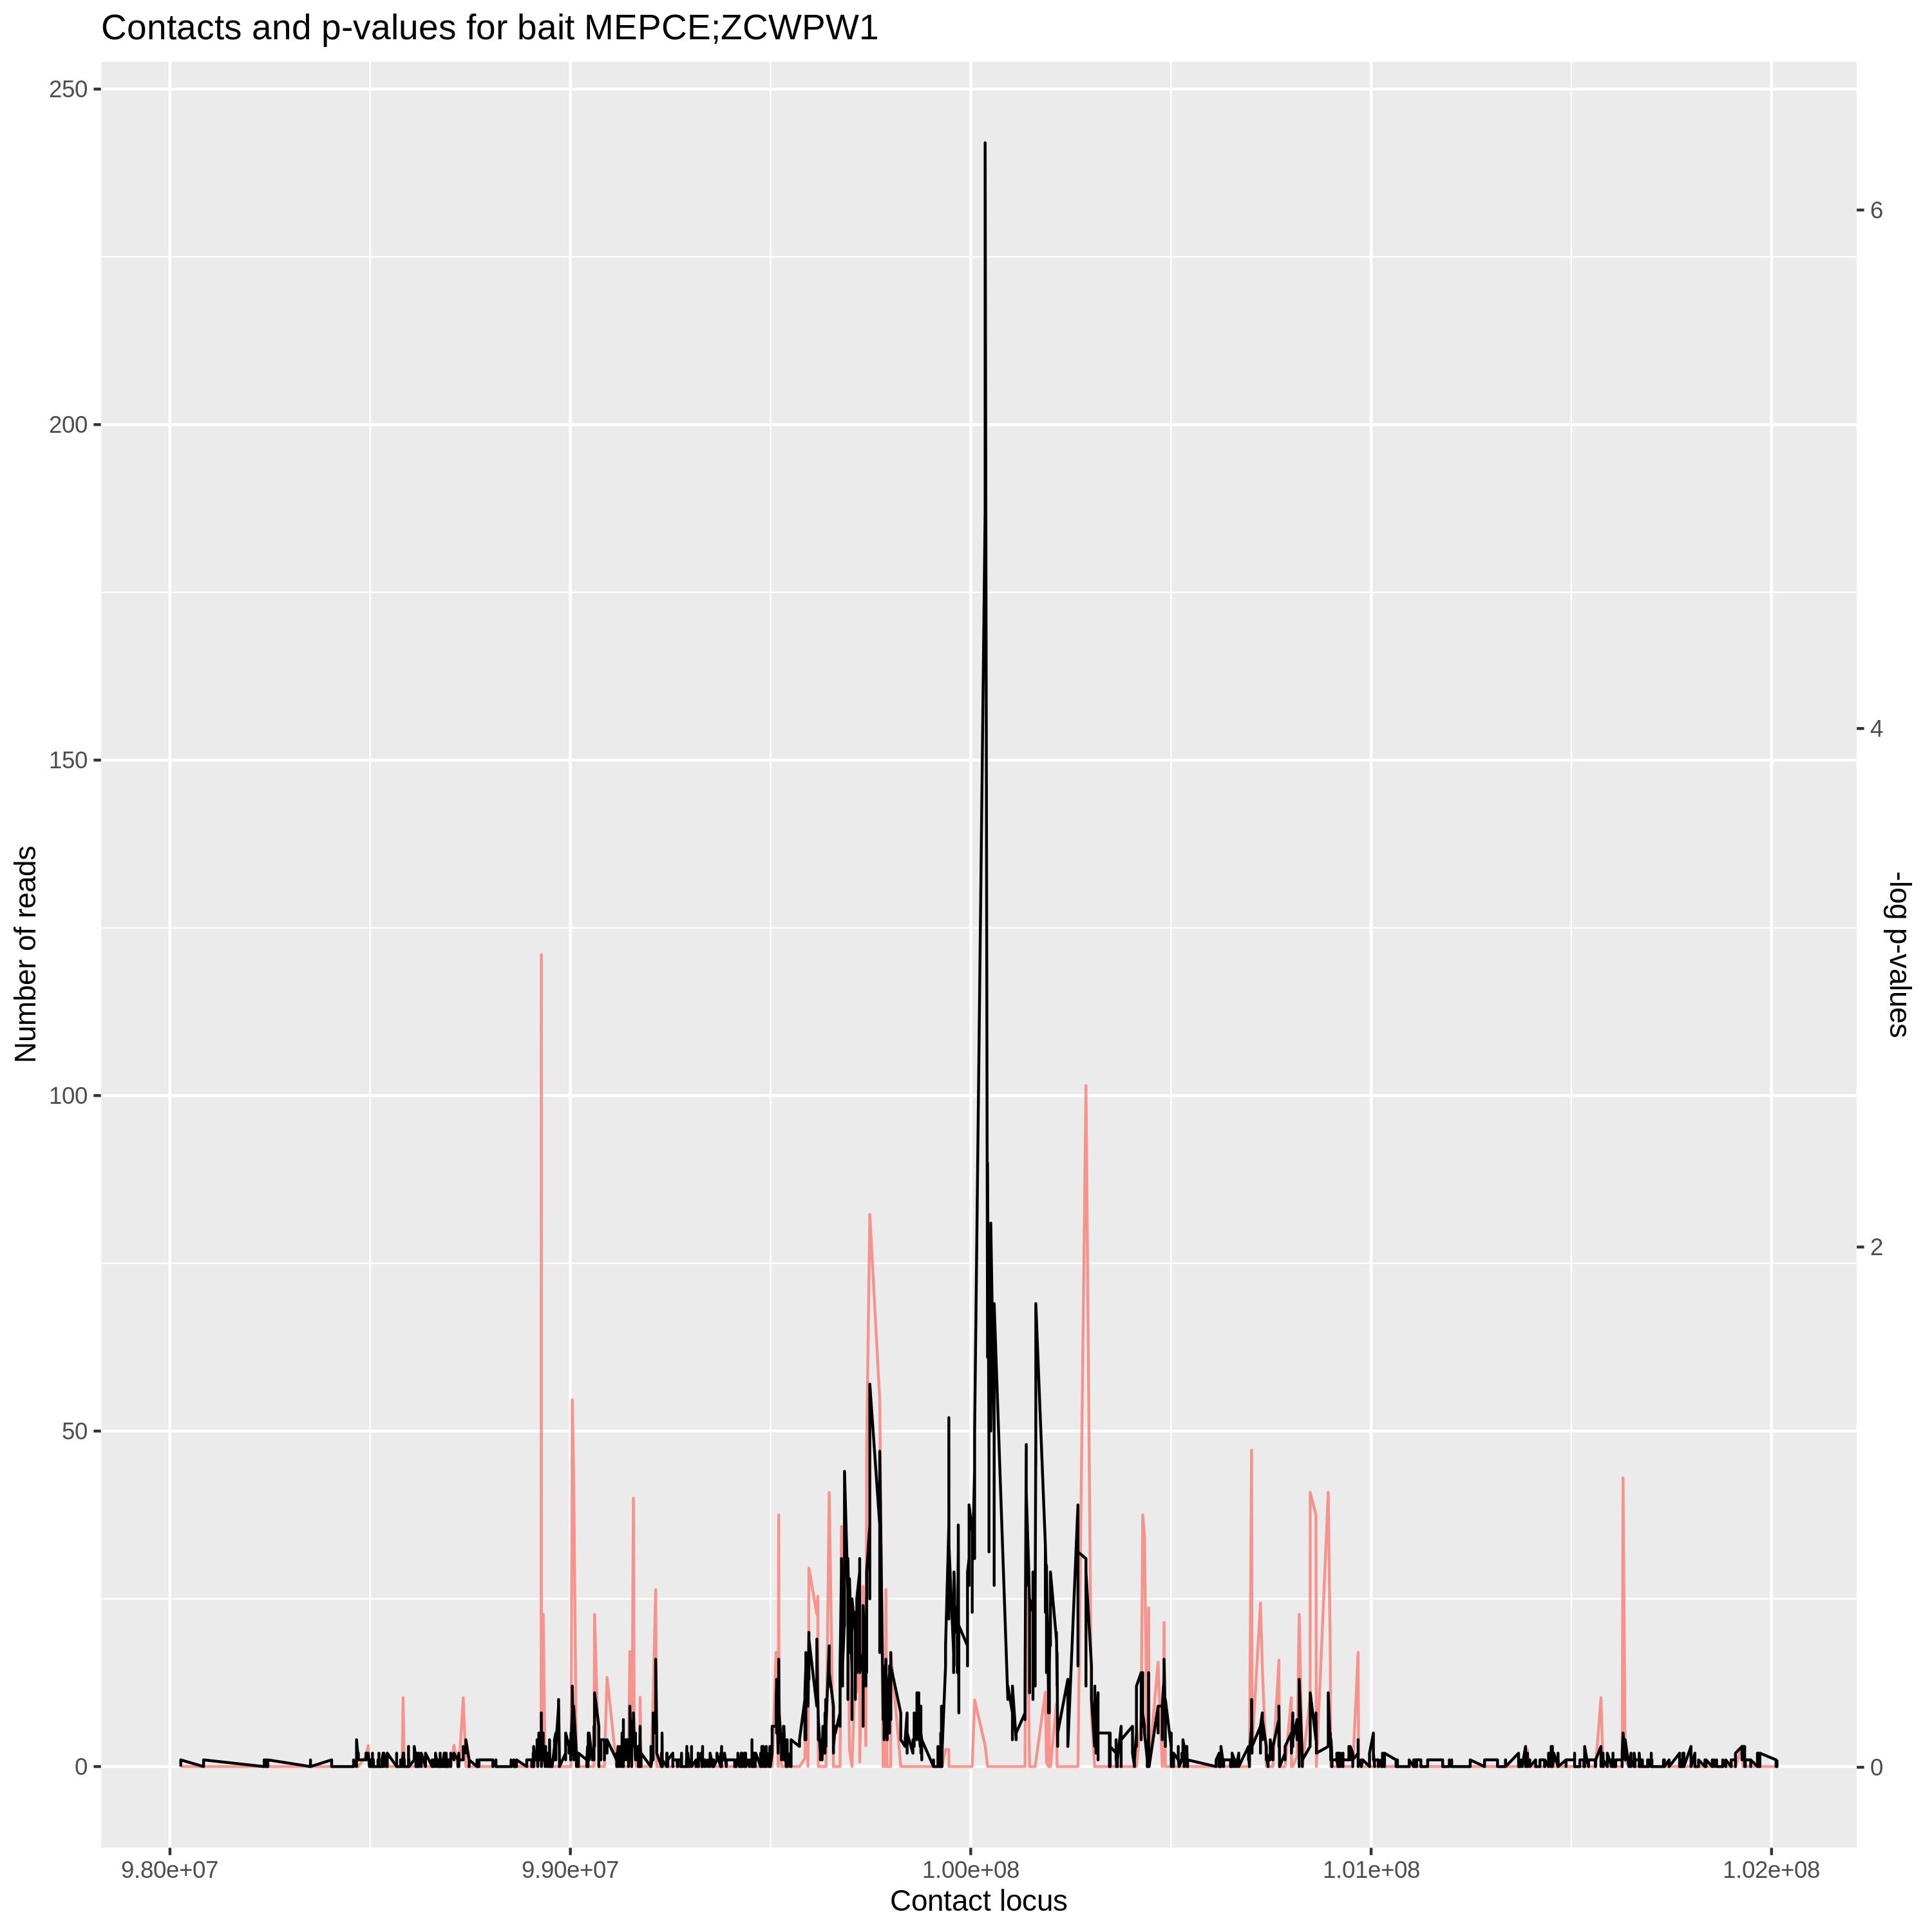 Contacts and p-values for bait MEPCE;ZCWPW1
250
200
150
100
50
0
Number of reads
6
4
2
0
-log p-values
9.80e+07
9.90e+07
1.00e+08
1.01e+08
1.02e+08
Contact locus